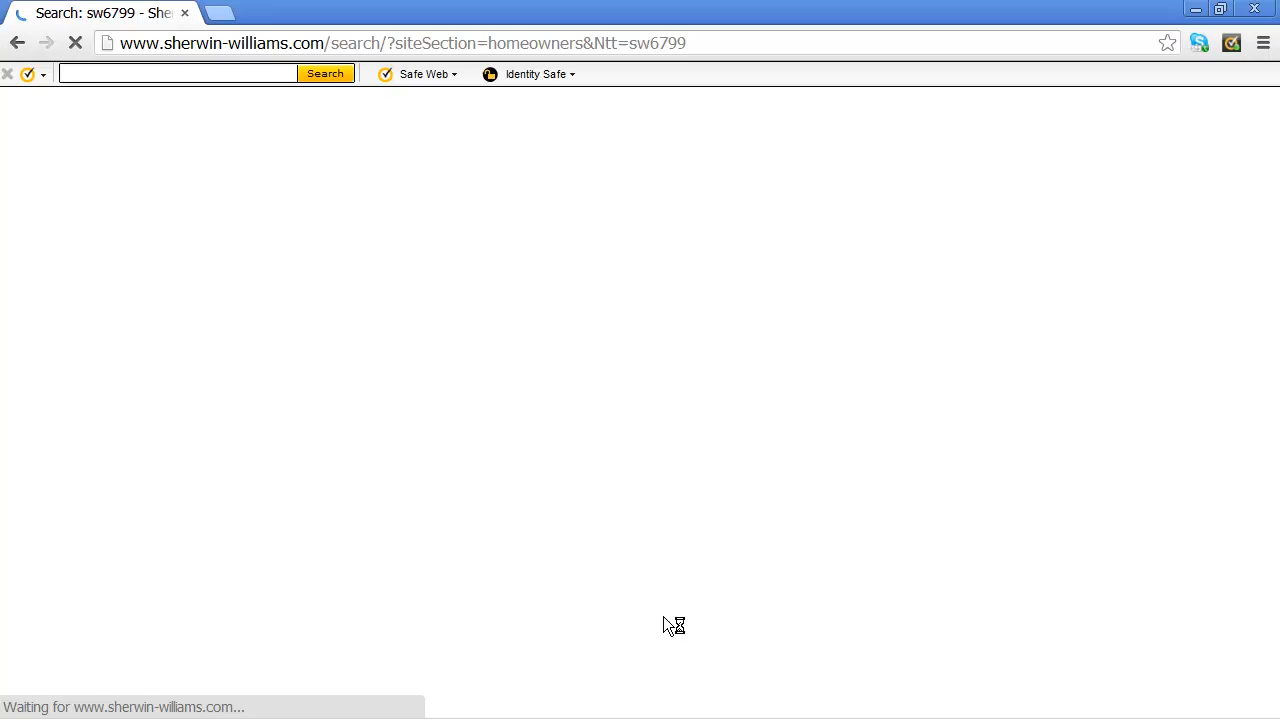 Search: sw6799 - She
www.sherwin-williams.com/search/?siteSection=homeowners&Ntt=sw6799
Search
Safe Web
Identity Safe
Waiting for www.sherwin-williams.com...